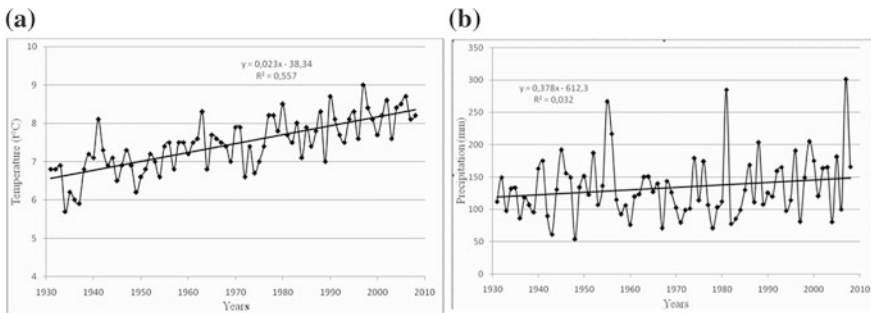 (a)
10
9
8
7
6
5
4
Temperature (t°C)
y = 0,023x - 38,34
R² = 0,557
1930 1940 1950 1960 1970 1980 1990 2000 2010
Years
(b)
350
300
250
200
150
100
50
0
Precipitation (mm)
y = 0,378x - 612,3
R² = 0,032
1930 1940 1950 1960 1970 1980 1990 2000 2010
Years